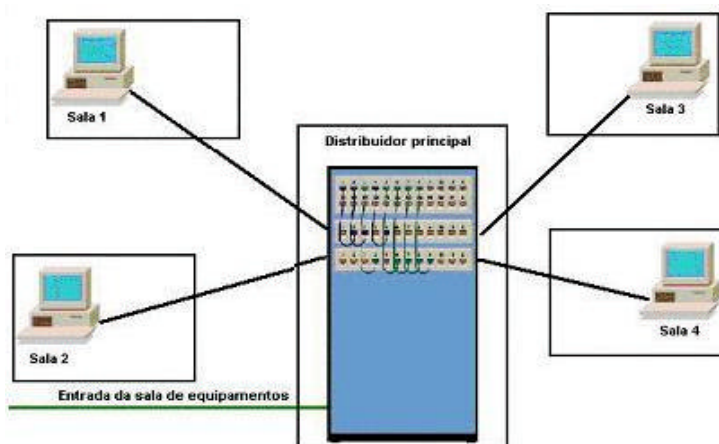 Sala 1
Sala 3
Distribuidor principal
Sala 2
Sala 4
Entrada da sala de equipamentos